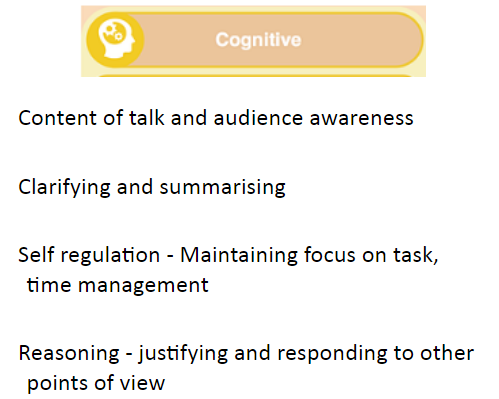 Cognitive
Content of talk and audience awareness
Clarifying and summarising
Self regulation - Maintaining focus on task,
time management
Reasoning - justifying and responding to other
points of view